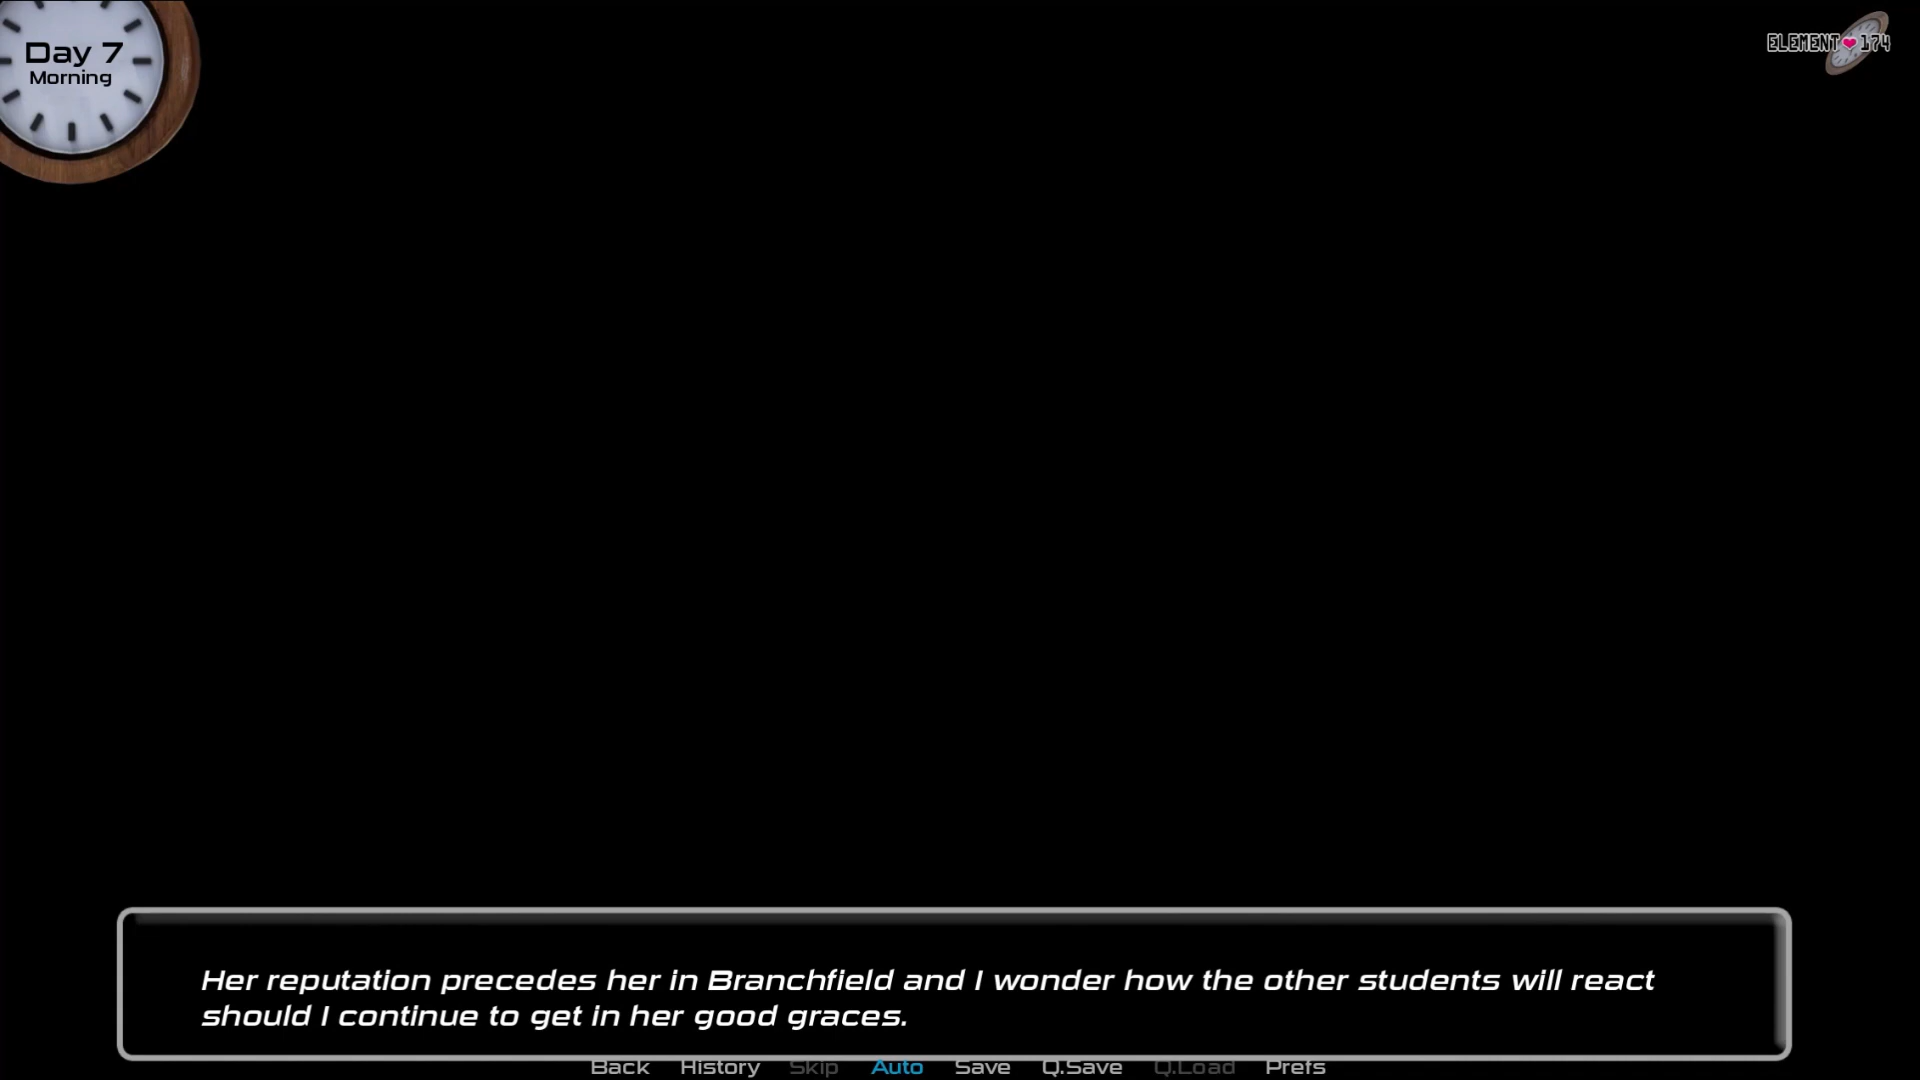 Day 7
Morning
ELEMENT 174
Her reputation precedes her in Branchfield and I wonder how the other students will react
should I continue to get in her good graces.
Back History Skip Auto Save Q.Save Q.Load Prefs